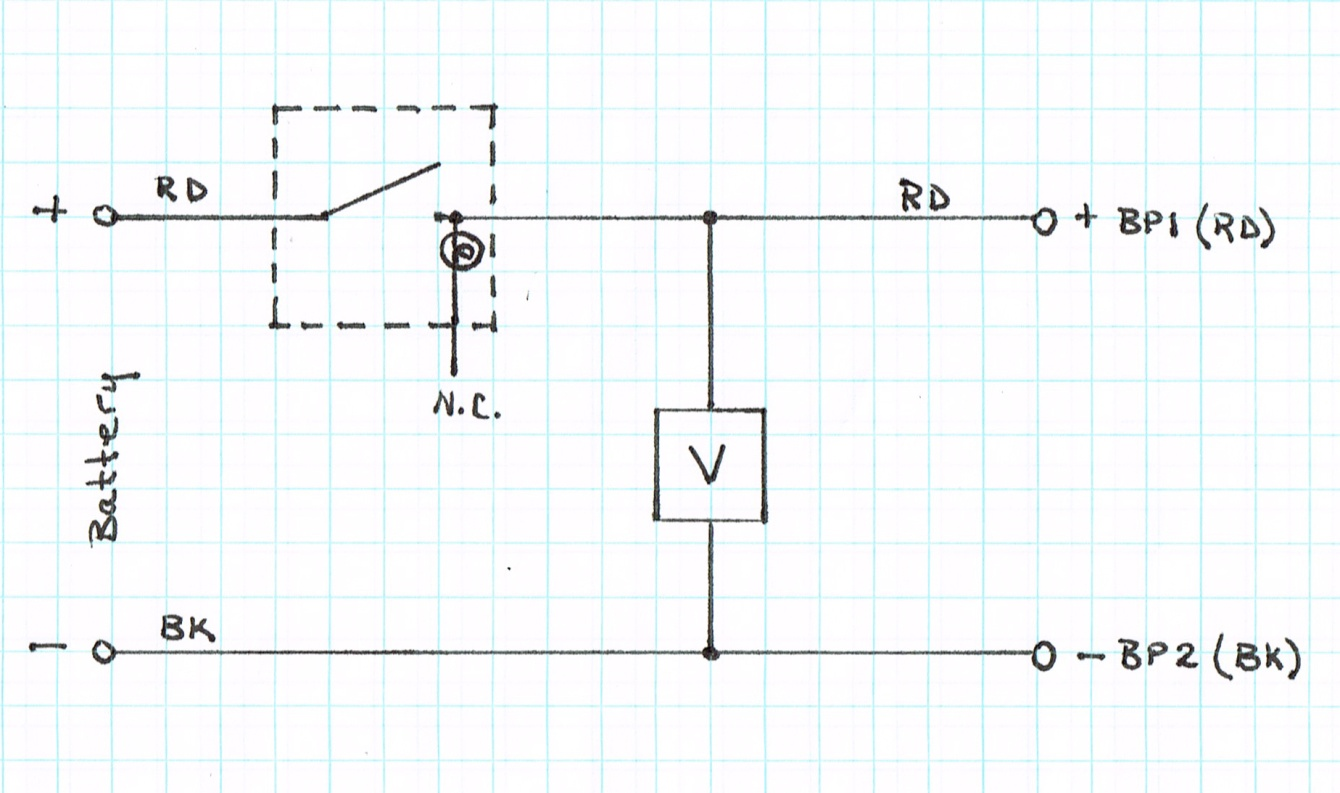 RD
RD
+
+ BP1 (RD)
N.C.
Battery
V
BK
-
- BP2 (BK)